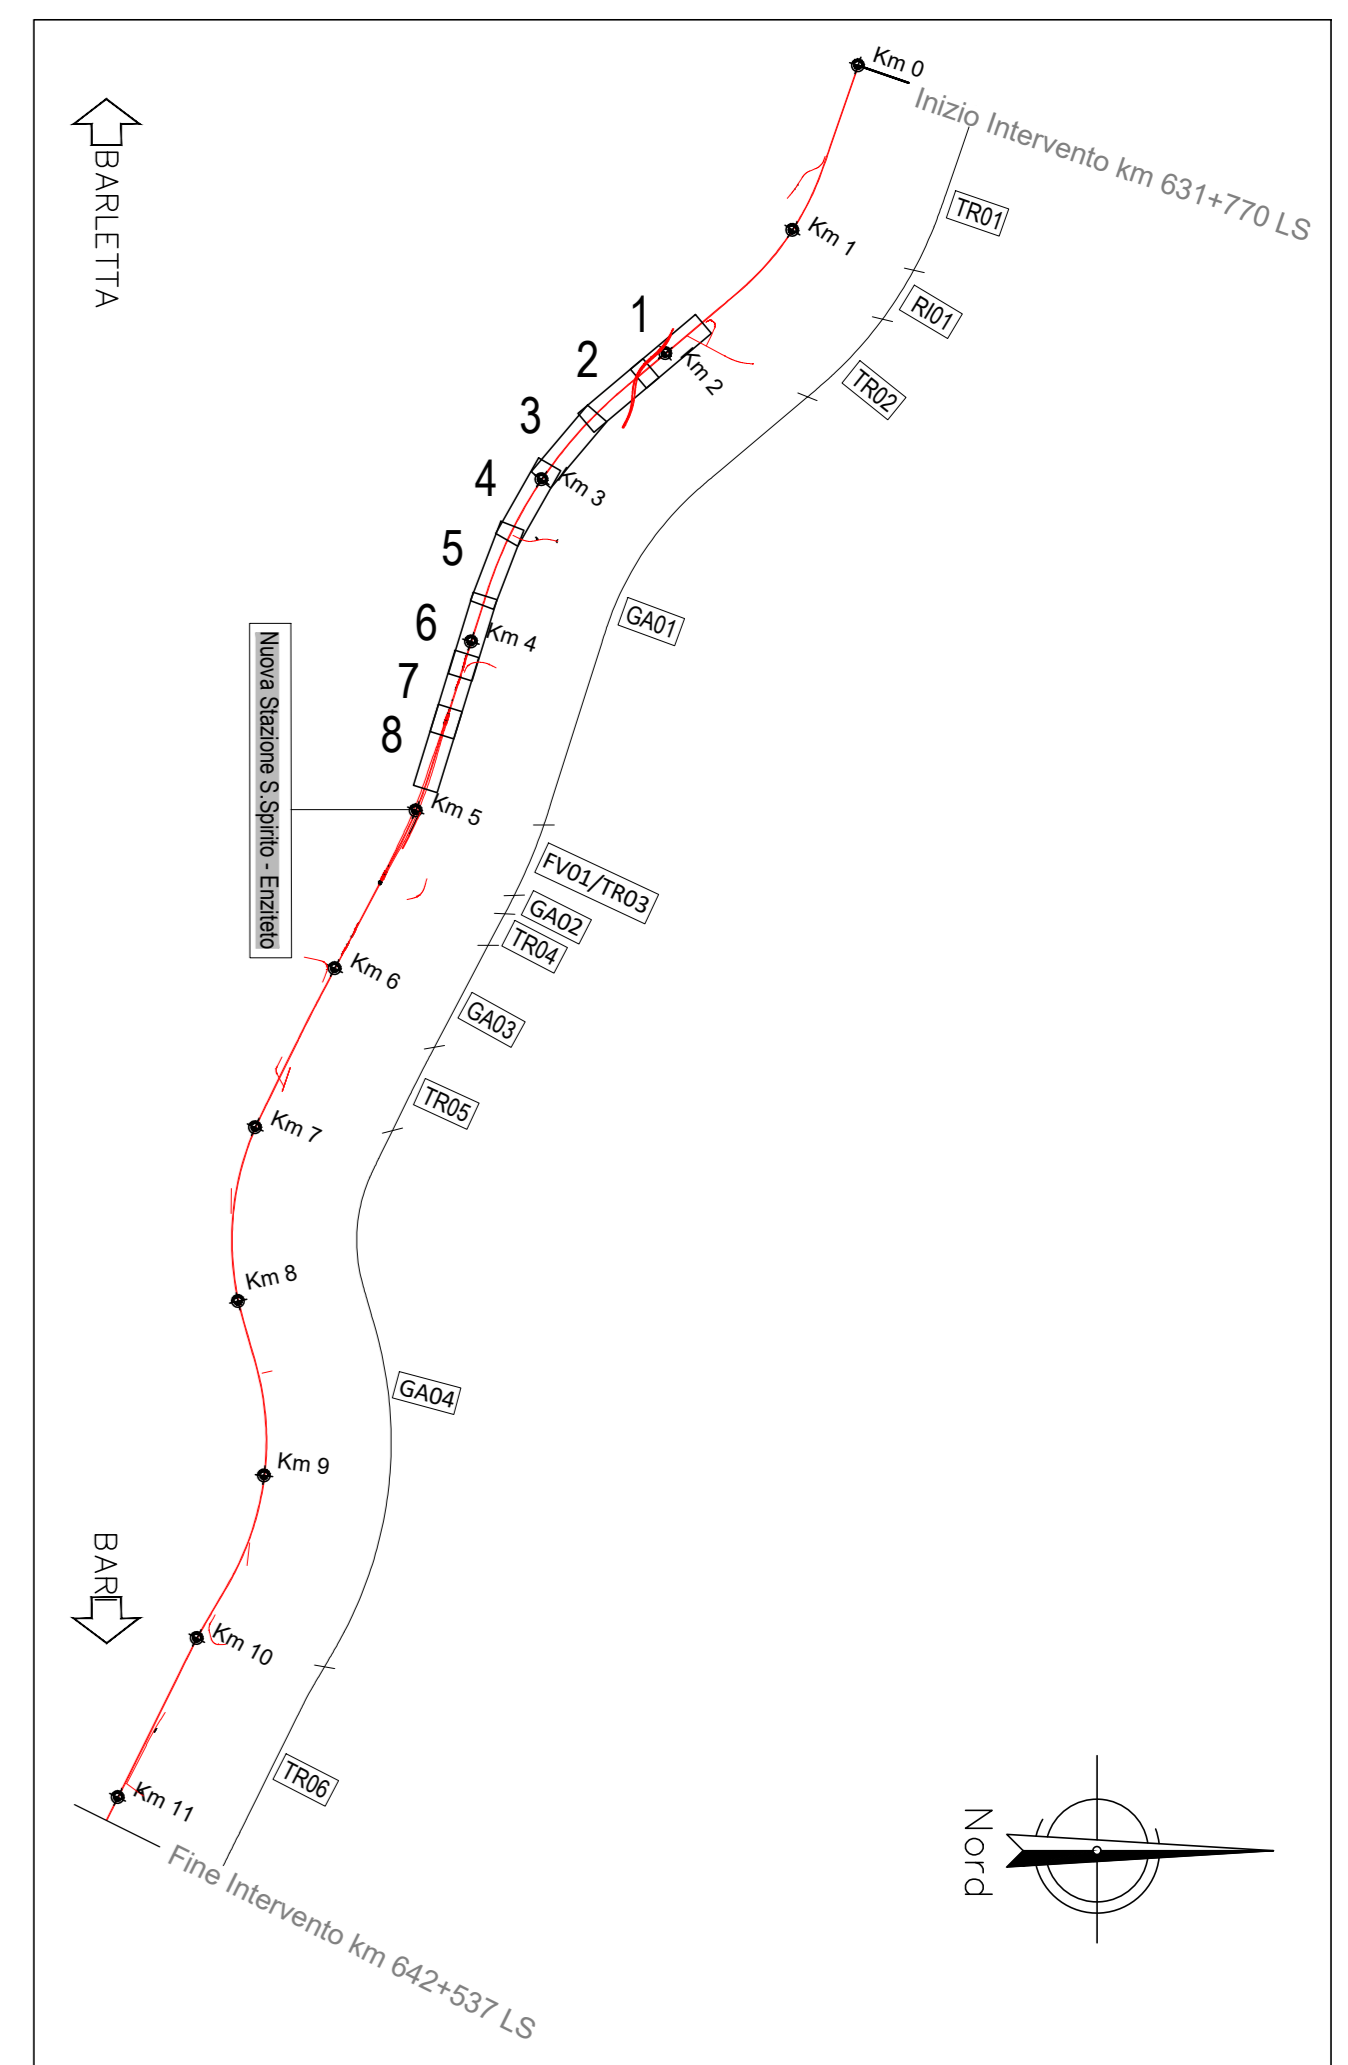 Km 0
Inizio Intervento km 631+770 LS
BARLETTA
TR01
Km 1
RI01
1
Km 2
2
TR02
3
Km 3
4
5
GA01
6
Km 4
7
8
Nuova Stazione S.Spirito - Enziteto
Km 5
FV01/TR03
GA02
TR04
Km 6
GA03
TR05
Km 7
Km 8
GA04
Km 9
BARI
Km 10
TR06
Km 11
Fine Intervento km 642+537 LS
Nord